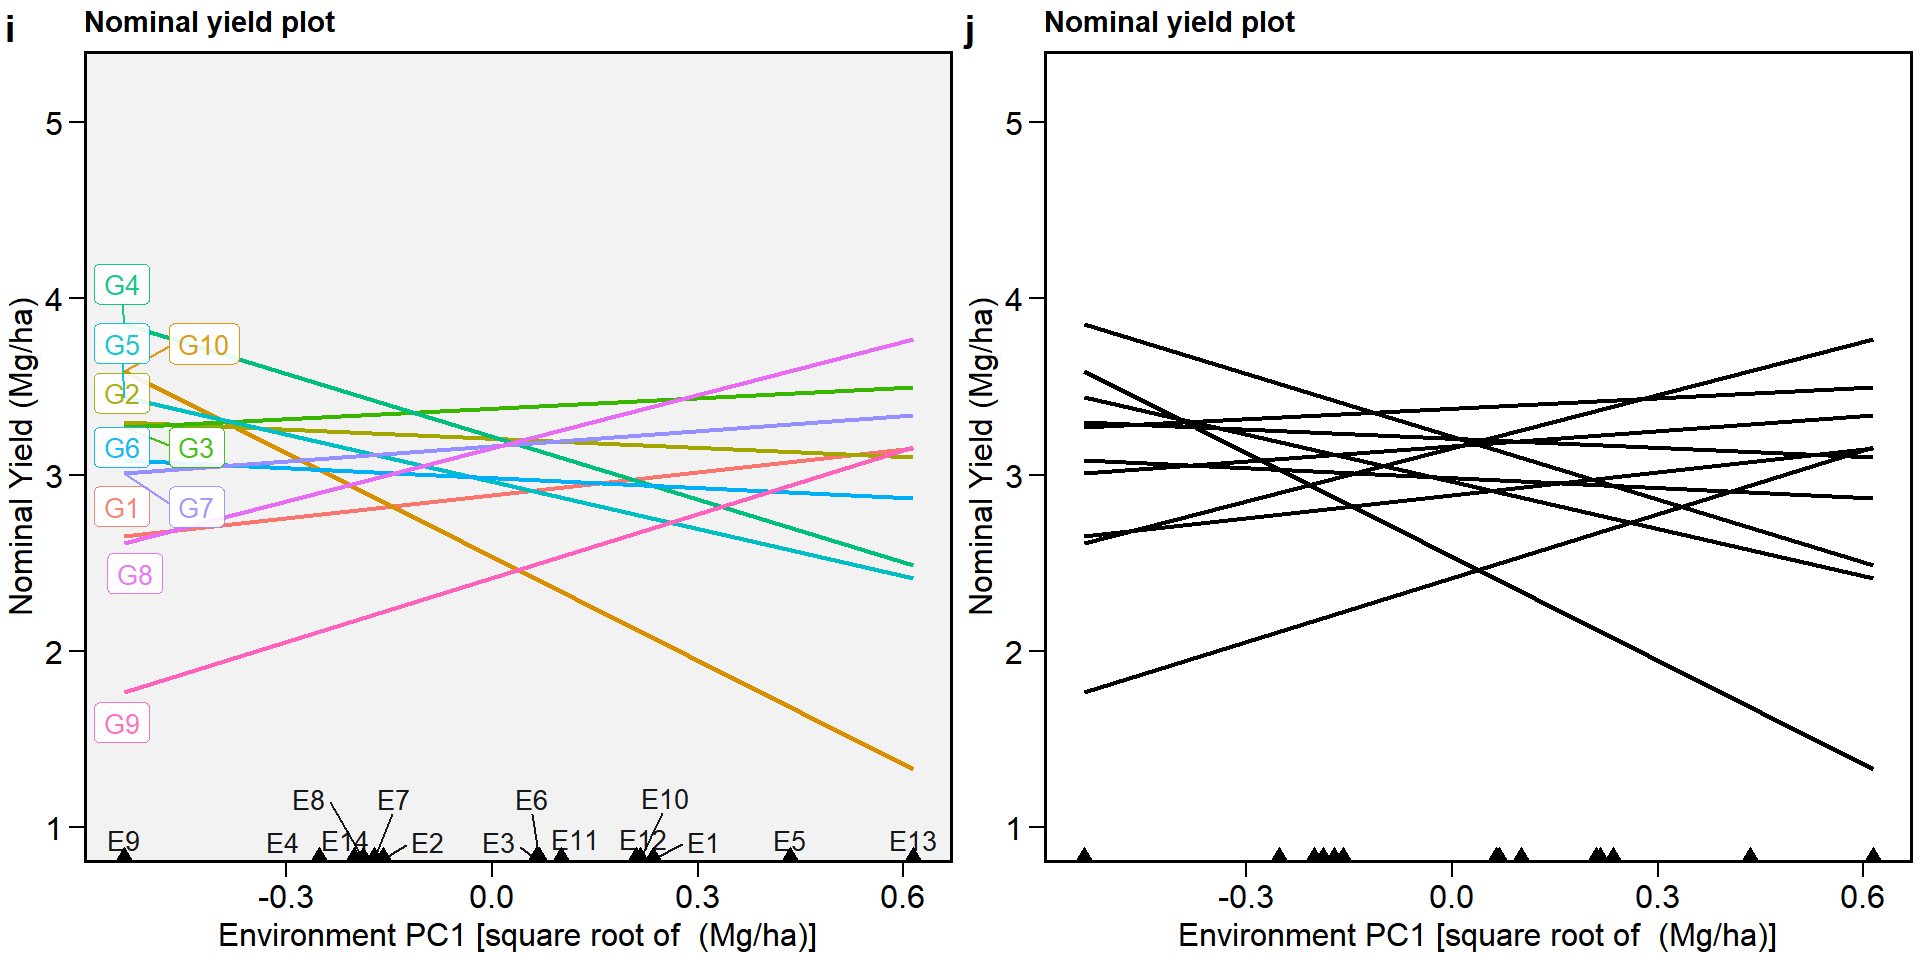 i
Nominal yield plot
5
4
3
2
1
Nominal Yield (Mg/ha)
G4
G5
G10
G2
G6
G3
G1
G7
G8
G9
E8
E7
E6
E10
E9
E4
E14
E2
E3
E11
E12
E1
E5
E13
-0.3
0.0
0.3
0.6
Environment PC1 [square root of  (Mg/ha)]
j
Nominal yield plot
5
4
3
2
1
Nominal Yield (Mg/ha)
-0.3
0.0
0.3
0.6
Environment PC1 [square root of  (Mg/ha)]